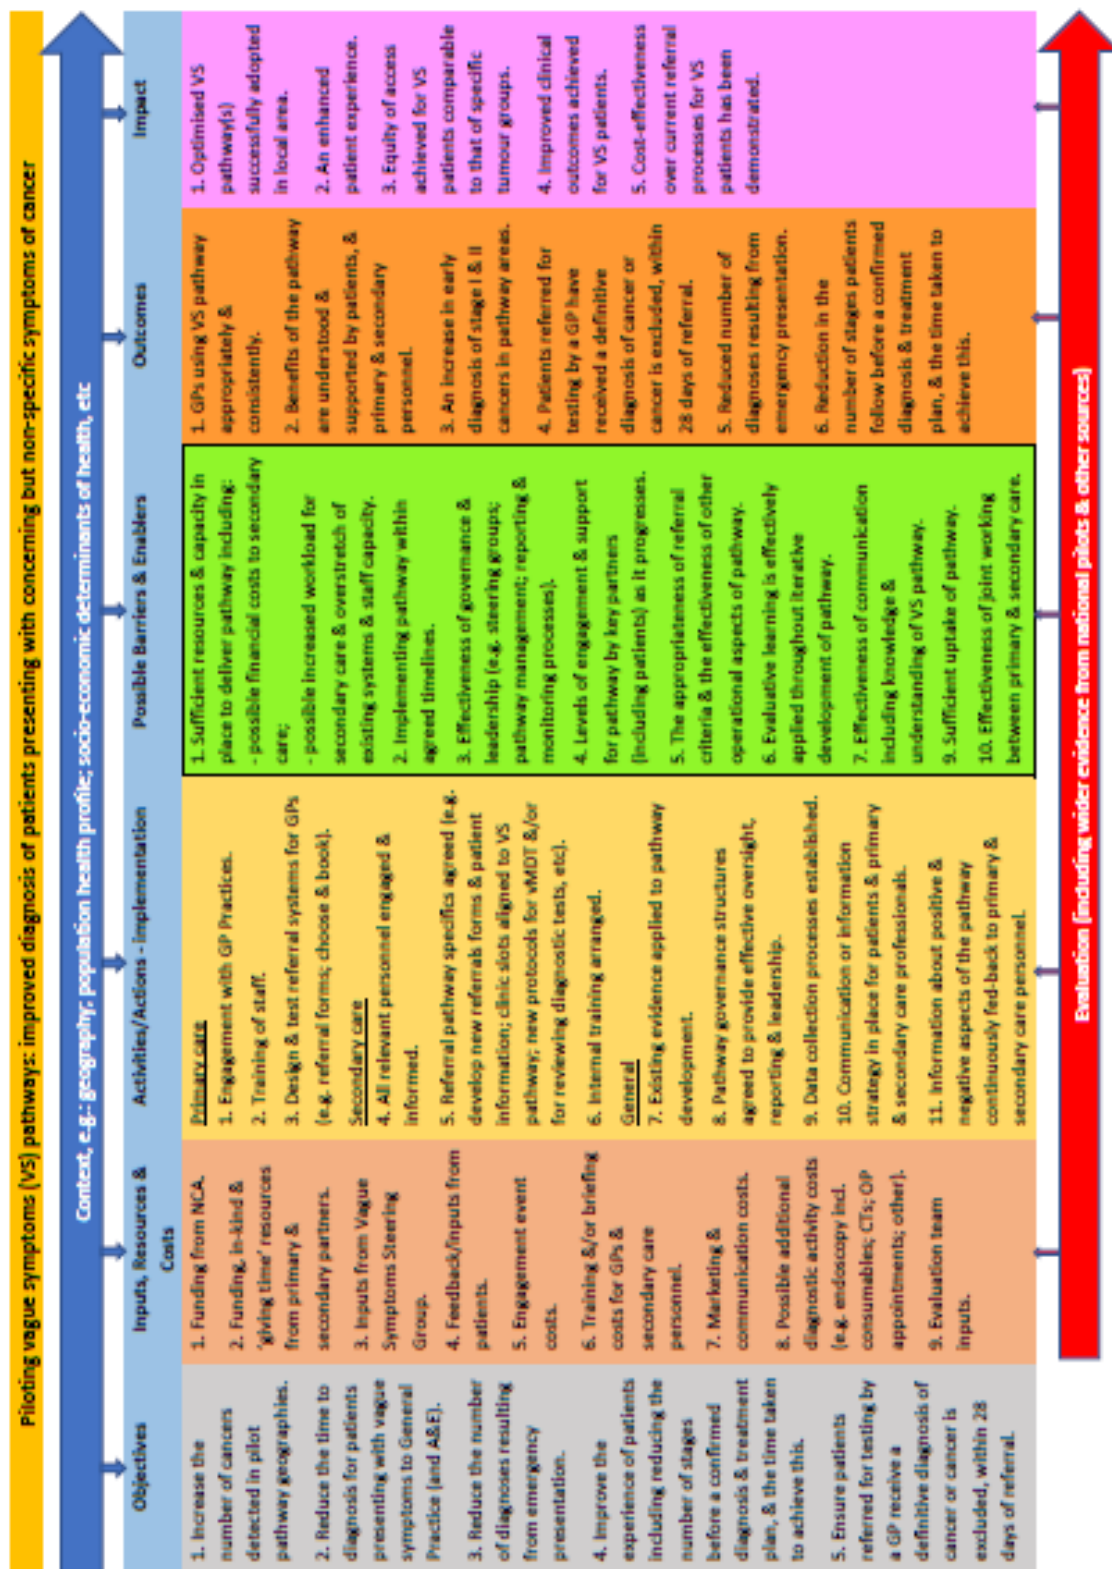 Piloting vague symptoms (VS) pathways: improved diagnosis of patients presenting with concerning but non-specific symptoms of cancer
Context, e.g.: geography; population health profile; socio-economic determinants of health, etc
Objectives
1. Increase the
number of cancers
detected in pilot
pathway geographies.
2. Reduce the time to
diagnosis for patients
presenting with vague
symptoms to General
Practice (and A&E).
3. Reduce the number
of diagnoses resulting
from emergency
presentation.
4. Improve the
experience of patients
including reducing the
number of stages
before a confirmed
diagnosis & treatment
plan, & the time taken
to achieve this.
5. Ensure patients
referred for testing by
a GP receive a
definitive diagnosis of
cancer or cancer is
excluded, within 28
days of referral.
Inputs, Resources &
Costs
1. Funding from NCA.
2. Funding, in-kind &
'giving time' resources
from primary &
secondary partners.
3. Inputs from Vague
Symptoms Steering
Group.
4. Feedback/inputs from
patients.
5. Engagement event
costs.
6. Training &/or briefing
costs for GPs &
secondary care
personnel.
7. Marketing &
communication costs.
8. Possible additional
diagnostic activity costs
(e.g. endoscopy incl.
consumables; CTs; OP
appointments; other).
9. Evaluation team
inputs.
Activities/Actions - implementation
Primary care
1. Engagement with GP Practices.
2. Training of staff.
3. Design & test referral systems for GPs
(e.g. referral forms; choose & book).
Secondary care
4. All relevant personnel engaged &
informed.
5. Referral pathway specifics agreed (e.g.
develop new referrals forms & patient
information; clinic slots aligned to VS
pathway; new protocols for vMDT &/or
for reviewing diagnostic tests, etc).
6. Internal training arranged.
General
7. Existing evidence applied to pathway
development.
8. Pathway governance structures
agreed to provide effective oversight,
reporting & leadership.
9. Data collection processes established.
10. Communication or information
strategy in place for patients & primary
& secondary care professionals.
11. Information about positive &
negative aspects of the pathway
continuously fed-back to primary &
secondary care personnel.
Possible Barriers & Enablers
1. Sufficient resources & capacity in
place to deliver pathway including:
- possible financial costs to secondary
care;
- possible increased workload for
secondary care & overstretch of
existing systems & staff capacity.
2. Implementing pathway within
agreed timelines.
3. Effectiveness of governance &
leadership (e.g. steering groups;
pathway management; reporting &
monitoring processes).
4. Levels of engagement & support
for pathway by key partners
(including patients) as it progresses.
5. The appropriateness of referral
criteria & the effectiveness of other
operational aspects of pathway.
6. Evaluative learning is effectively
applied throughout iterative
development of pathway.
7. Effectiveness of communication
including knowledge &
understanding of VS pathway.
9. Sufficient uptake of pathway.
10. Effectiveness of joint working
between primary & secondary care.
Outcomes
1. GPs using VS pathway
appropriately &
consistently.
2. Benefits of the pathway
are understood &
supported by patients, &
primary & secondary
personnel.
3. An increase in early
diagnosis of stage I & II
cancers in pathway areas.
4. Patients referred for
testing by a GP have
received a definitive
diagnosis of cancer or
cancer is excluded, within
28 days of referral.
5. Reduced number of
diagnoses resulting from
emergency presentation.
6. Reduction in the
number of stages patients
follow before a confirmed
diagnosis & treatment
plan, & the time taken to
achieve this.
Impact
1. Optimised VS
pathway(s)
successfully adopted
in local area.
2. An enhanced
patient experience.
3. Equity of access
achieved for VS
patients comparable
to that of specific
tumour groups.
4. Improved clinical
outcomes achieved
for VS patients.
5. Cost-effectiveness
over current referral
processes for VS
patients has been
demonstrated.
Evaluation (including wider evidence from national pilots & other sources)